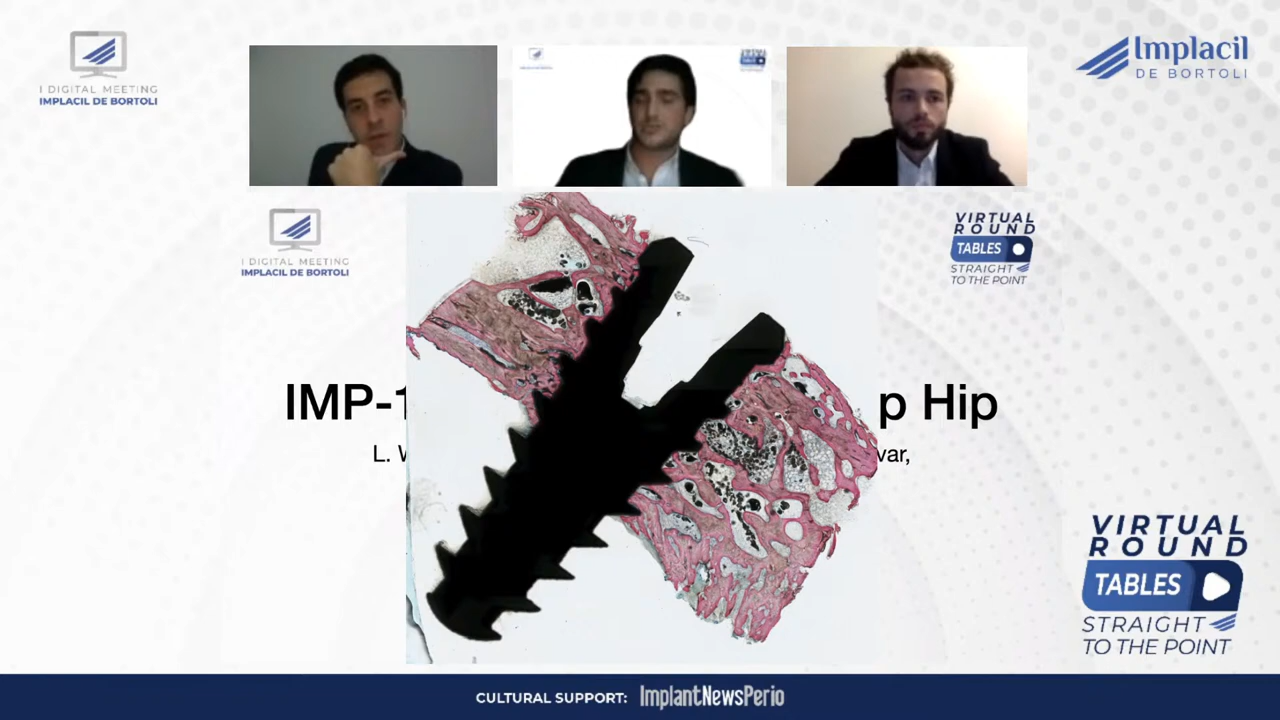 I DIGITAL MEETING
IMPLACIL DE BORTOLI
Implacil
DE BORTOLI
I DIGITAL MEETING
IMPLACIL DE BORTOLI
VIRTUAL
ROUND
TABLES
STRAIGHT
TO THE POINT
IMP-1 p Hip
L. W var,
VIRTUAL
ROUND
TABLES
STRAIGHT
TO THE POINT
CULTURAL SUPPORT: ImplantNewsPerio